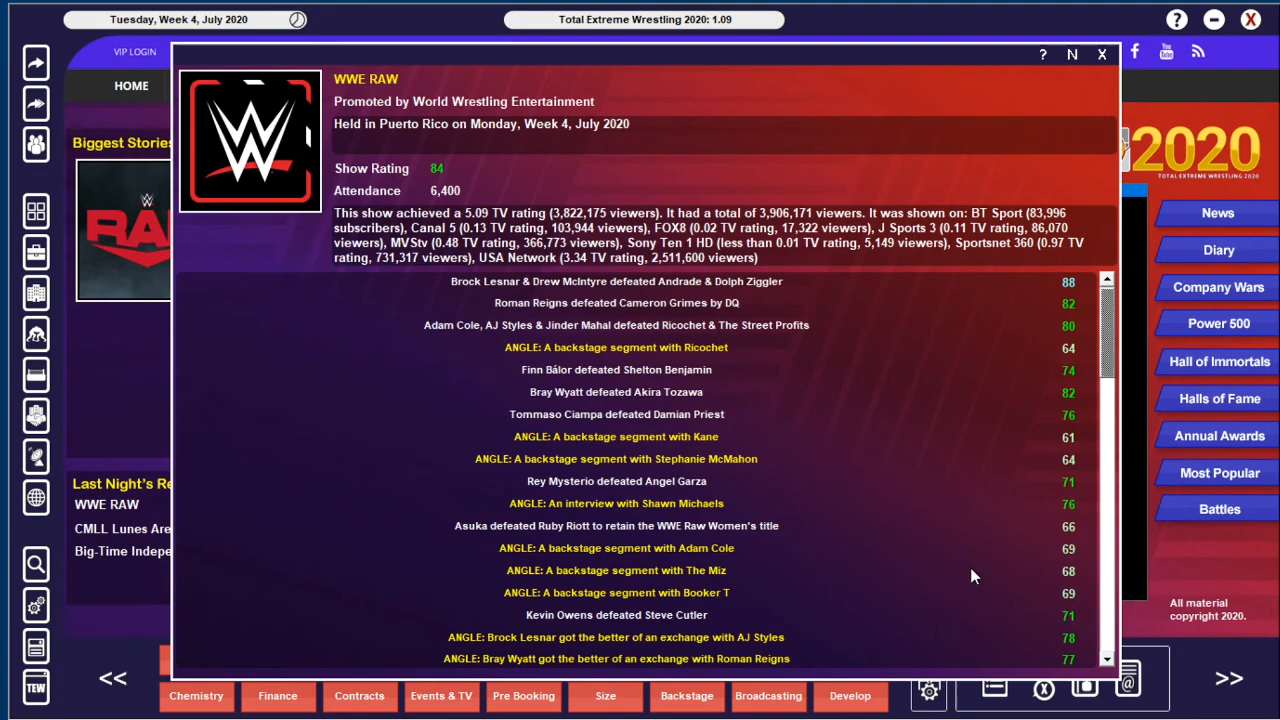 Tuesday, Week 4, July 2020
Total Extreme Wrestling 2020: 1.09
VIP LOGIN
HOME
WWE RAW
Promoted by World Wrestling Entertainment
Held in Puerto Rico on Monday, Week 4, July 2020
Show Rating 84
Attendance 6,400
This show achieved a 5.09 TV rating (3,822,175 viewers). It had a total of 3,906,171 viewers. It was shown on: BT Sport (83,996
subscribers), Canal 5 (0.13 TV rating, 103,944 viewers), FOX8 (0.02 TV rating, 17,322 viewers), J Sports 3 (0.11 TV rating, 86,070
viewers), MVStv (0.48 TV rating, 366,773 viewers), Sony Ten 1 HD (less than 0.01 TV rating, 5,149 viewers), Sportsnet 360 (0.97 TV
rating, 731,317 viewers), USA Network (3.34 TV rating, 2,511,600 viewers)
Brock Lesnar & Drew McIntyre defeated Andrade & Dolph Ziggler 88
Roman Reigns defeated Cameron Grimes by DQ 82
Adam Cole, AJ Styles & Jinder Mahal defeated Ricochet & The Street Profits 80
ANGLE: A backstage segment with Ricochet 64
Finn Bálor defeated Shelton Benjamin 74
Bray Wyatt defeated Akira Tozawa 82
Tommaso Ciampa defeated Damian Priest 76
ANGLE: A backstage segment with Kane 61
ANGLE: A backstage segment with Stephanie McMahon 64
Rey Mysterio defeated Angel Garza 71
ANGLE: An interview with Shawn Michaels 76
Asuka defeated Ruby Riott to retain the WWE Raw Women's title 66
ANGLE: A backstage segment with Adam Cole 69
ANGLE: A backstage segment with The Miz 68
ANGLE: A backstage segment with Booker T 69
Kevin Owens defeated Steve Cutler 71
ANGLE: Brock Lesnar got the better of an exchange with AJ Styles 78
ANGLE: Bray Wyatt got the better of an exchange with Roman Reigns 77
Biggest Stories
RA
Last Night's Re
WWE RAW
CMLL Lunes Are
Big-Time Indepe
2020
TOTAL EXTREME WRESTLING 2020
News
Diary
Company Wars
Power 500
Hall of Immortals
Halls of Fame
Annual Awards
Most Popular
Battles
All material
copyright 2020.
TEW
<<
>>
Chemistry
Finance
Contracts
Events & TV
Pre Booking
Size
Backstage
Broadcasting
Develop